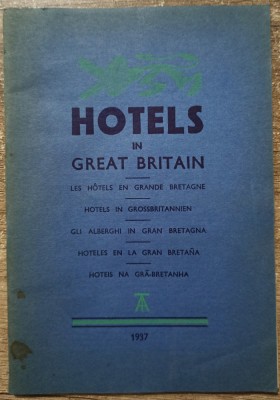 HOTELS
IN
GREAT BRITAIN
LES HÔTELS EN GRANDE BRETAGNE
HOTELS IN GROSSBRITANNIEN
GLI ALBERGHI IN GRAN BRETAGNA
HOTELES EN LA GRAN BRETAÑA
HOTEIS NA GRÃ-BRETANHA
1937